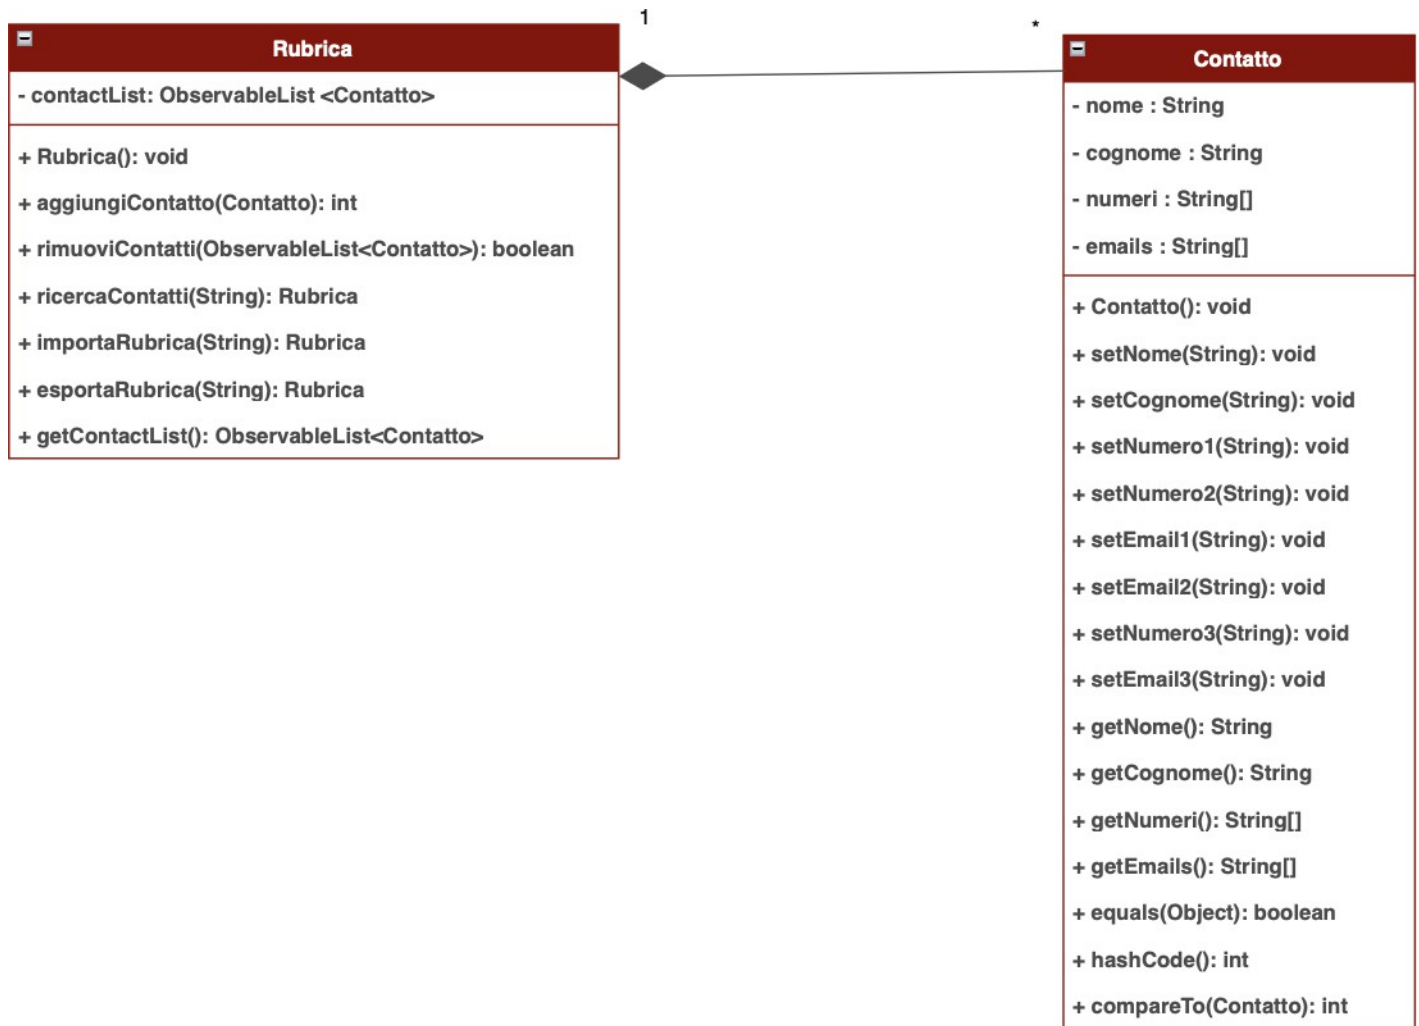 1
*
Rubrica
- contactList: ObservableList <Contatto>
+ Rubrica(): void
+ aggiungiContatto(Contatto): int
+ rimuoviContatti(ObservableList<Contatto>): boolean
+ ricercaContatti(String): Rubrica
+ importaRubrica(String): Rubrica
+ esportaRubrica(String): Rubrica
+ getContactList(): ObservableList<Contatto>
Contatto
- nome : String
- cognome : String
- numeri : String[]
- emails : String[]
+ Contatto(): void
+ setNome(String): void
+ setCognome(String): void
+ setNumero1(String): void
+ setNumero2(String): void
+ setEmail1(String): void
+ setEmail2(String): void
+ setNumero3(String): void
+ setEmail3(String): void
+ getNome(): String
+ getCognome(): String
+ getNumeri(): String[]
+ getEmails(): String[]
+ equals(Object): boolean
+ hashCode(): int
+ compareTo(Contatto): int